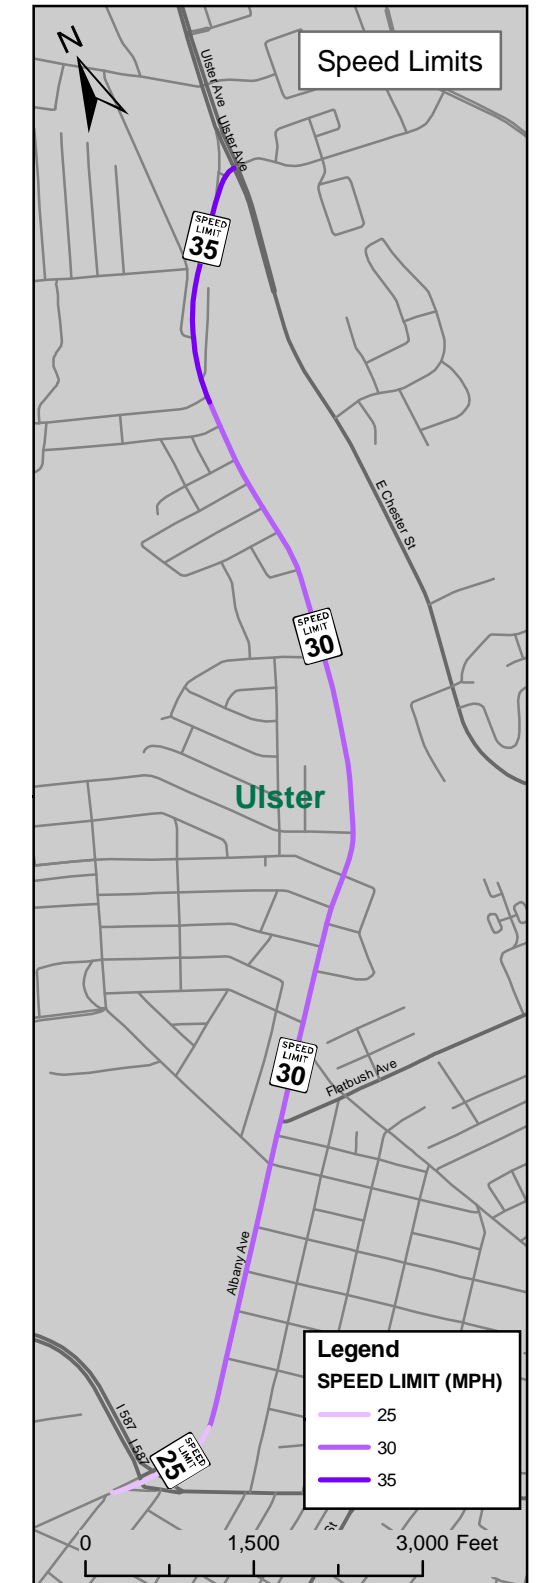 N
Speed Limits
Ulster Ave
Ulster Ave
SPEED
LIMIT
35
E Chester St
SPEED
LIMIT
30
Ulster
SPEED
LIMIT
30
Flatbush Ave
Albany Ave
Legend
SPEED LIMIT (MPH)
25
30
35
I 587
I 587
SPEED
LIMIT
25
St
0 1,500 3,000 Feet